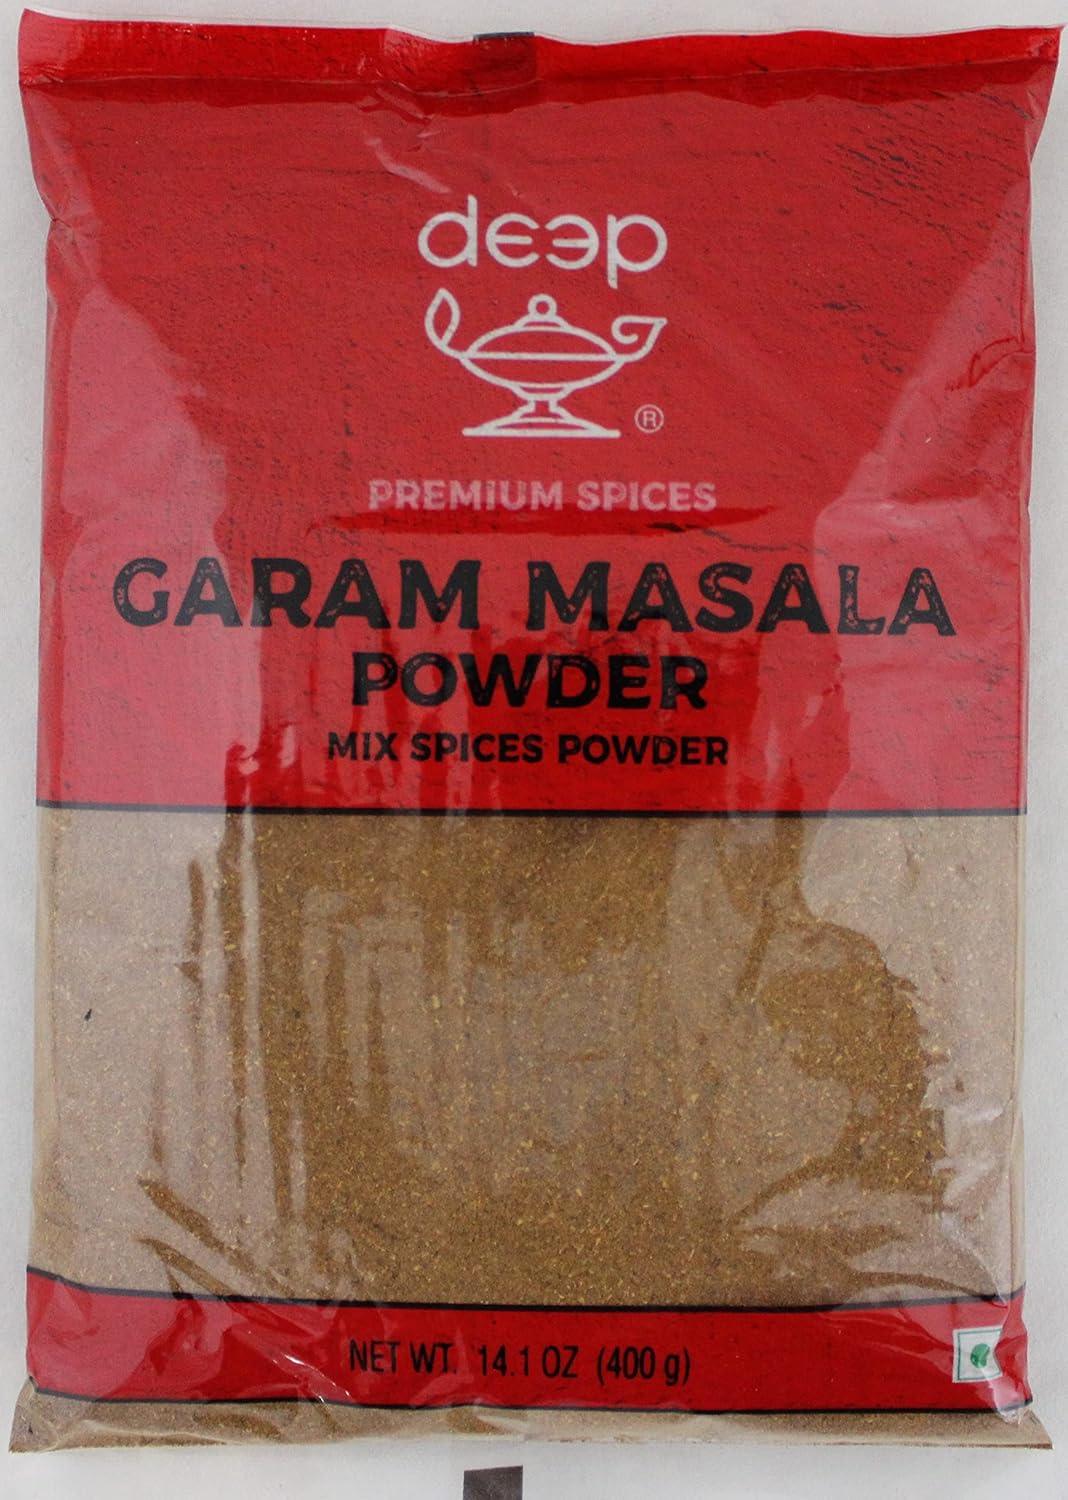 deep
®
PREMIUM SPICES
GARAM MASALA
POWDER
MIX SPICES POWDER
NET WT. 14.1 OZ (400 g)